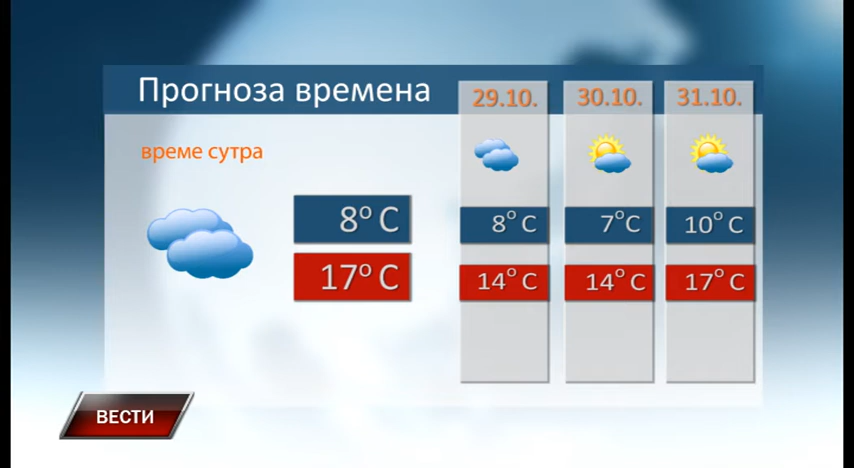 Прогноза времена
време сутра
8° C
17° C
29.10.
8° C
14° C
30.10.
7°C
14° C
31.10.
10° C
17° C
ВЕСТИ